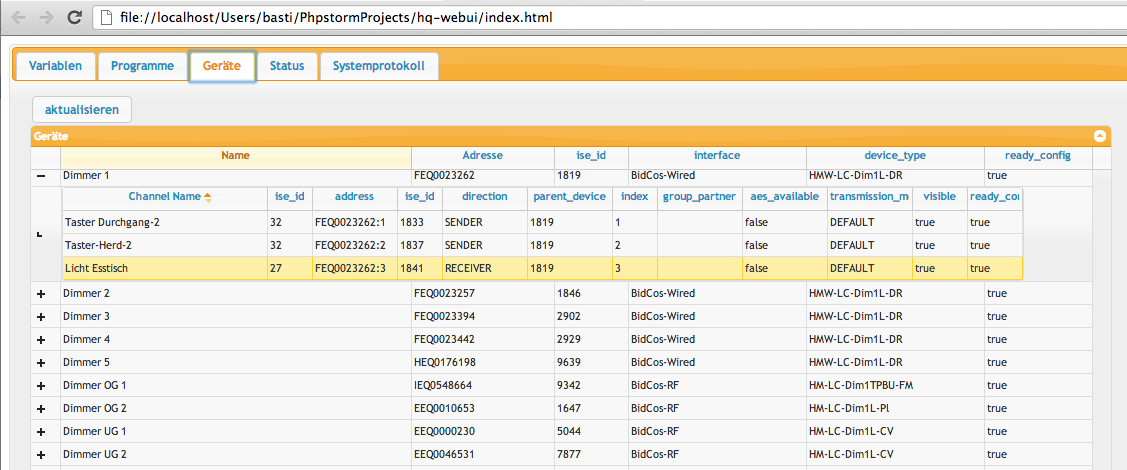 file://localhost/Users/basti/PhpstormProjects/hq-webui/index.html
Variablen Programme Geräte Status Systemprotokoll
aktualisieren
Geräte
Name Adresse ise_id interface device_type ready_config
Dimmer 1 FEQ0023262 1819 BidCos-Wired HMW-LC-Dim1L-DR true
Channel Name ise_id address ise_id direction parent_device index group_partner aes_available transmission_m visible ready_con
Taster Durchgang-2 32 FEQ0023262:1 1833 SENDER 1819 1 false DEFAULT true true
Taster-Herd-2 32 FEQ0023262:2 1837 SENDER 1819 2 false DEFAULT true true
Licht Esstisch 27 FEQ0023262:3 1841 RECEIVER 1819 3 false DEFAULT true true
Dimmer 2 FEQ0023257 1846 BidCos-Wired HMW-LC-Dim1L-DR true
Dimmer 3 FEQ0023394 2902 BidCos-Wired HMW-LC-Dim1L-DR true
Dimmer 4 FEQ0023442 2929 BidCos-Wired HMW-LC-Dim1L-DR true
Dimmer 5 HEQ0176198 9639 BidCos-Wired HMW-LC-Dim1L-DR true
Dimmer OG 1 IEQ0548664 9342 BidCos-RF HM-LC-Dim1TPBU-FM true
Dimmer OG 2 EEQ0010653 1647 BidCos-RF HM-LC-Dim1L-Pl true
Dimmer UG 1 EEQ0000230 5044 BidCos-RF HM-LC-Dim1L-CV true
Dimmer UG 2 EEQ0046531 7877 BidCos-RF HM-LC-Dim1L-CV true